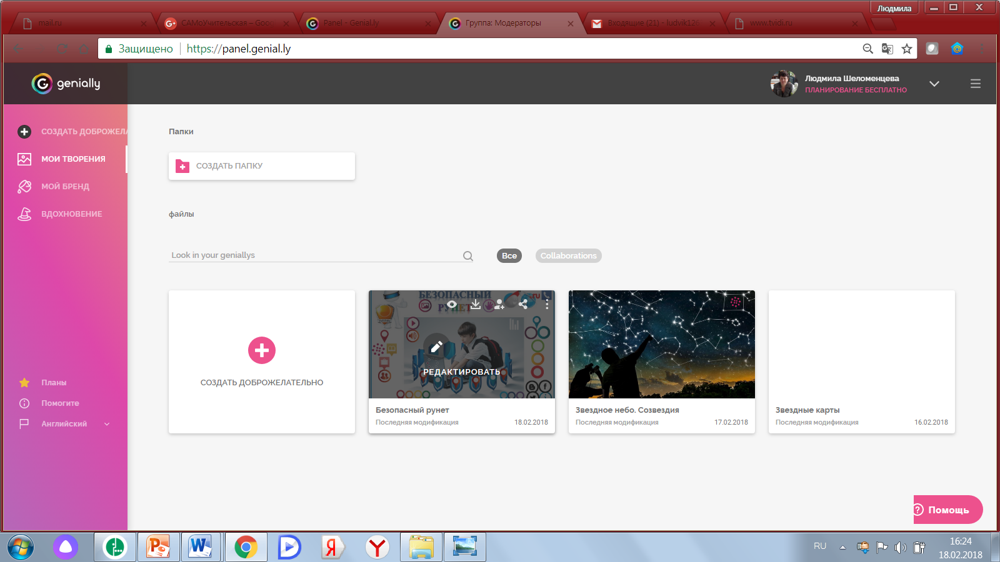 Людмила
mail.ru
САМоУчительская – Goo
Panel - Genial.ly
Группа: Модераторы
Входящие (21) - ludvik126
www.tvidi.ru
Защищено
https://panel.genial.ly
genially
Людмила Шеломенцева
ПЛАНИРОВАНИЕ БЕСПЛАТНО
СОЗДАТЬ ДОБРОЖЕЛА
МОИ ТВОРЕНИЯ
МОЙ БРЕНД
ВДОХНОВЕНИЕ
Планы
Помогите
Английский
Папки
СОЗДАТЬ ПАПКУ
файлы
Look in your geniallys
Все
Collaborations
СОЗДАТЬ ДОБРОЖЕЛАТЕЛЬНО
БЕЗОПАСНЫЙ
РУНЕТ
РЕДАКТИРОВАТЬ
Безопасный рунет
Последняя модификация
18.02.2018
Звездное небо. Созвездия
Последняя модификация
17.02.2018
Звездные карты
Последняя модификация
16.02.2018
Помощь
RU
16:24
18.02.2018